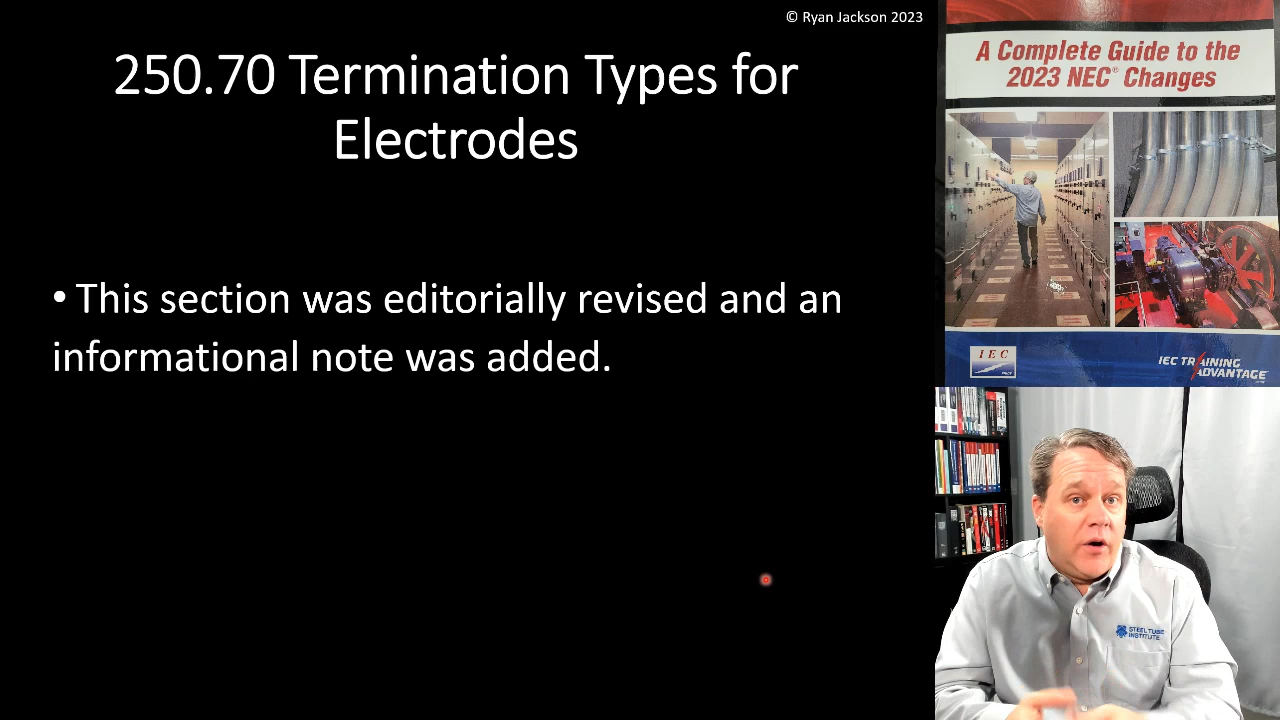 © Ryan Jackson 2023
250.70 Termination Types for
Electrodes
• This section was editorially revised and an
informational note was added.
A Complete Guide to the
2023 NEC® Changes
IEC
IEC TRAINING
ADVANTAGE
STEEL TUBE
INSTITUTE